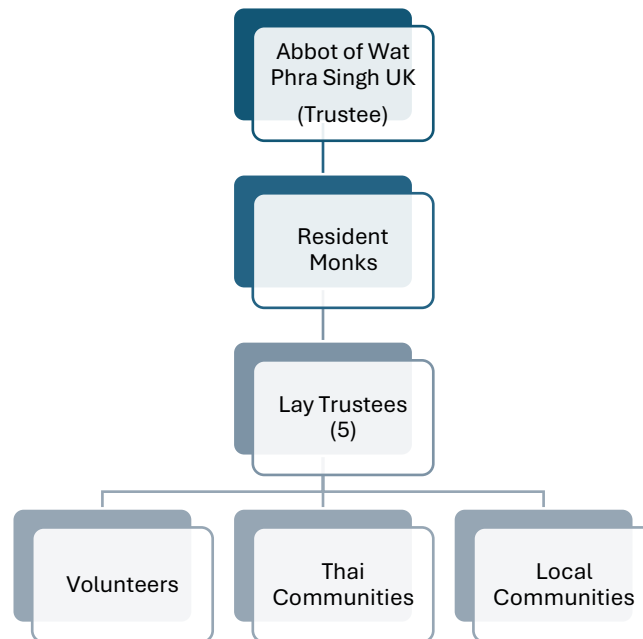 Abbot of Wat
Phra Singh UK
(Trustee)
Resident
Monks
Lay Trustees
(5)
Volunteers
Thai
Communities
Local
Communities